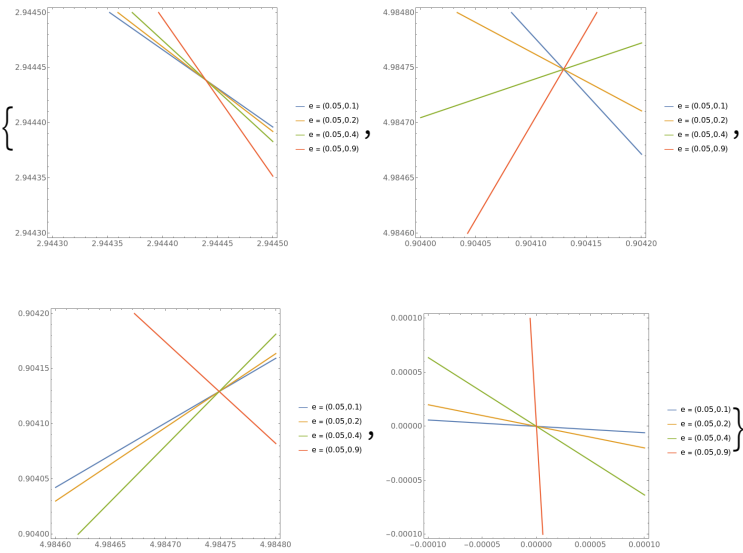 {
2.94450
2.94445
2.94440
2.94435
2.94430
2.94430 2.94435 2.94440 2.94445 2.94450
e = (0.05,0.1)
e = (0.05,0.2)
e = (0.05,0.4)
e = (0.05,0.9)
,
4.98480
4.98475
4.98470
4.98465
4.98460
0.90400 0.90405 0.90410 0.90415 0.90420
e = (0.05,0.1)
e = (0.05,0.2)
e = (0.05,0.4)
e = (0.05,0.9)
,
0.90420
0.90415
0.90410
0.90405
0.90400
4.98460 4.98465 4.98470 4.98475 4.98480
e = (0.05,0.1)
e = (0.05,0.2)
e = (0.05,0.4)
e = (0.05,0.9)
,
0.00010
0.00005
0.00000
−0.00005
−0.00010
−0.00010 −0.00005 0.00000 0.00005 0.00010
e = (0.05,0.1)
e = (0.05,0.2)
e = (0.05,0.4)
e = (0.05,0.9)
}